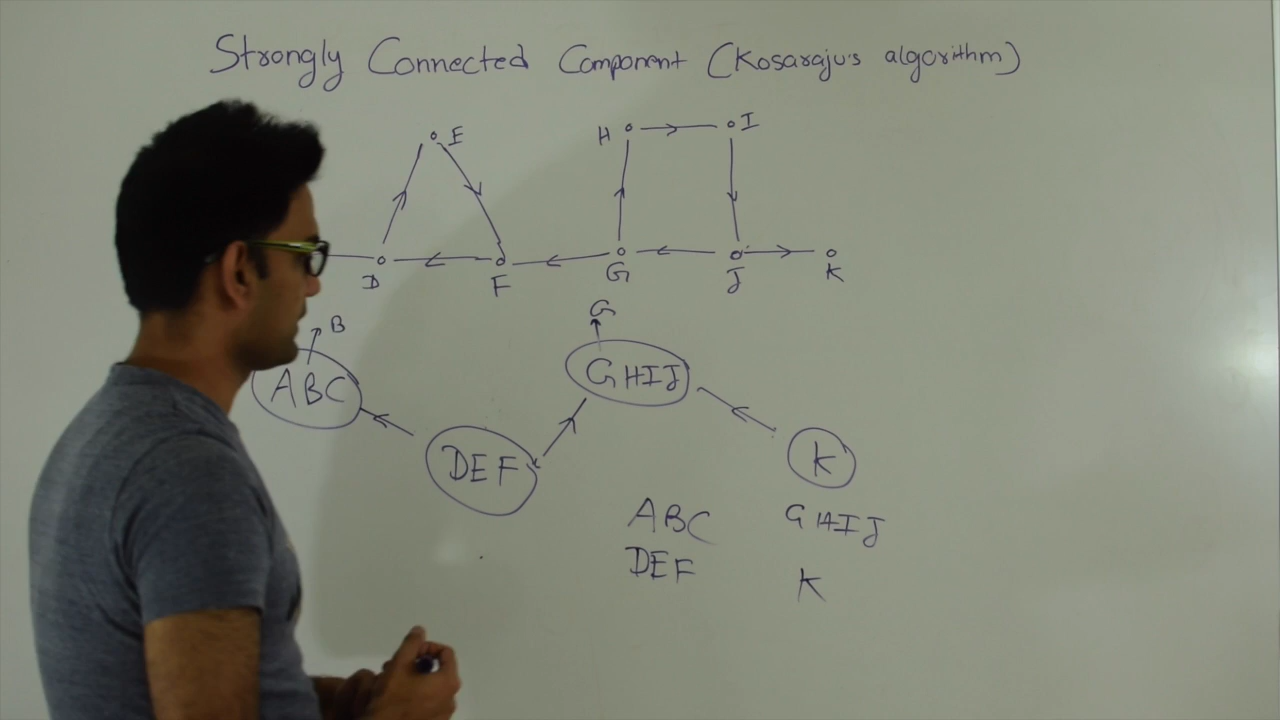 Strongly Connected Component (Kosaraju's algorithm)
E
H
I
D
F
G
J
K
B
G
ABC
GHIJ
DEF
K
ABC
GHIJ
DEF
K